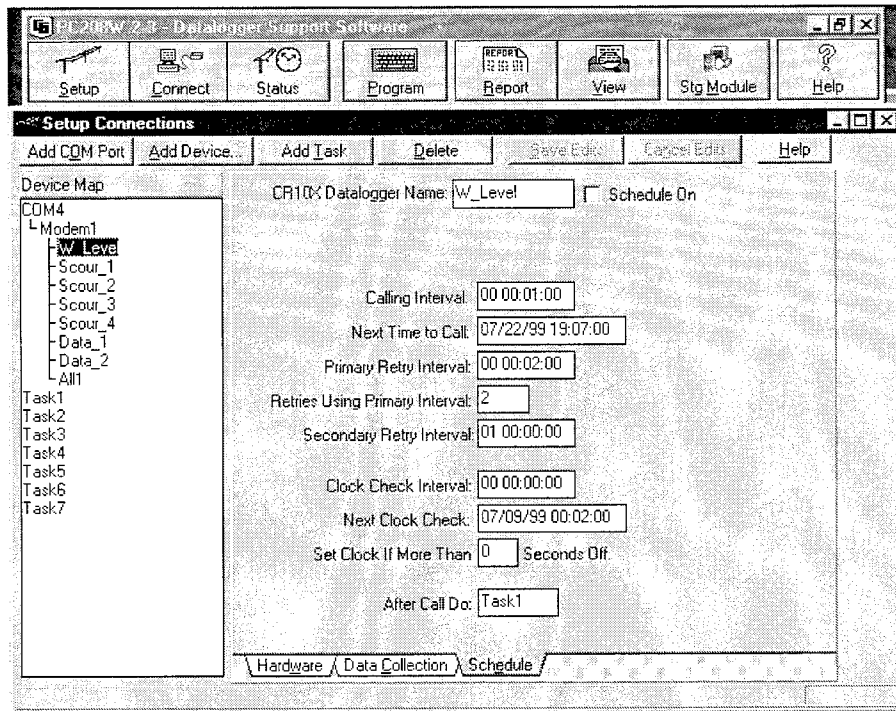 PC208W 2.3 - Datalogger Support Software
Setup Connect Status Program Report View Stg Module Help
Setup Connections
Add COM Port Add Device... Add Task Delete Save Edits Cancel Edits Help
Device Map
COM4
Modem1
W_Leve
Scour_1
Scour_2
Scour_3
Scour_4
Data_1
Data_2
All1
Task1
Task2
Task3
Task4
Task5
Task6
Task7
CR10X Datalogger Name: W_Level Schedule On
Calling Interval: 00 00:01:00
Next Time to Call: 07/22/99 19:07:00
Primary Retry Interval: 00 00:02:00
Retries Using Primary Interval: 2
Secondary Retry Interval: 01 00:00:00
Clock Check Interval: 00 00:00:00
Next Clock Check: 07/09/99 00:02:00
Set Clock If More Than 0 Seconds Off
After Call Do: Task1
Hardware Data Collection Schedule